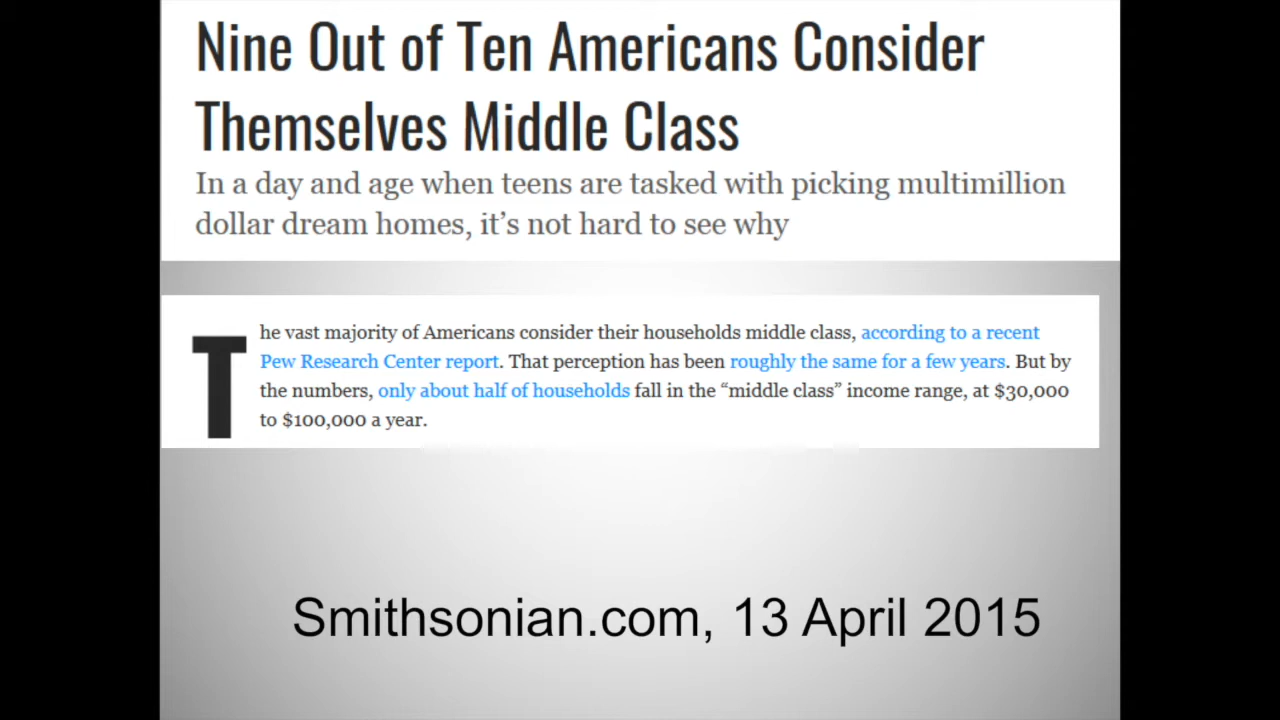 Nine Out of Ten Americans Consider
Themselves Middle Class
In a day and age when teens are tasked with picking multimillion
dollar dream homes, it’s not hard to see why
The vast majority of Americans consider their households middle class, according to a recent
Pew Research Center report. That perception has been roughly the same for a few years. But by
the numbers, only about half of households fall in the “middle class” income range, at $30,000
to $100,000 a year.
Smithsonian.com, 13 April 2015